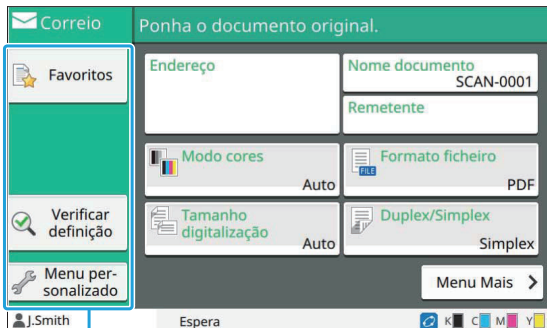 Correio
Ponha o documento original.
Favoritos
Verificar
definição
Menu per-
sonalizado
Endereço
Nome documento
SCAN-0001
Remetente
Modo cores
Auto
FILE
Formato ficheiro
PDF
Tamanho
digitalização
Auto
Duplex/Simplex
Simplex
Menu Mais
J.Smith
Espera
K C M Y